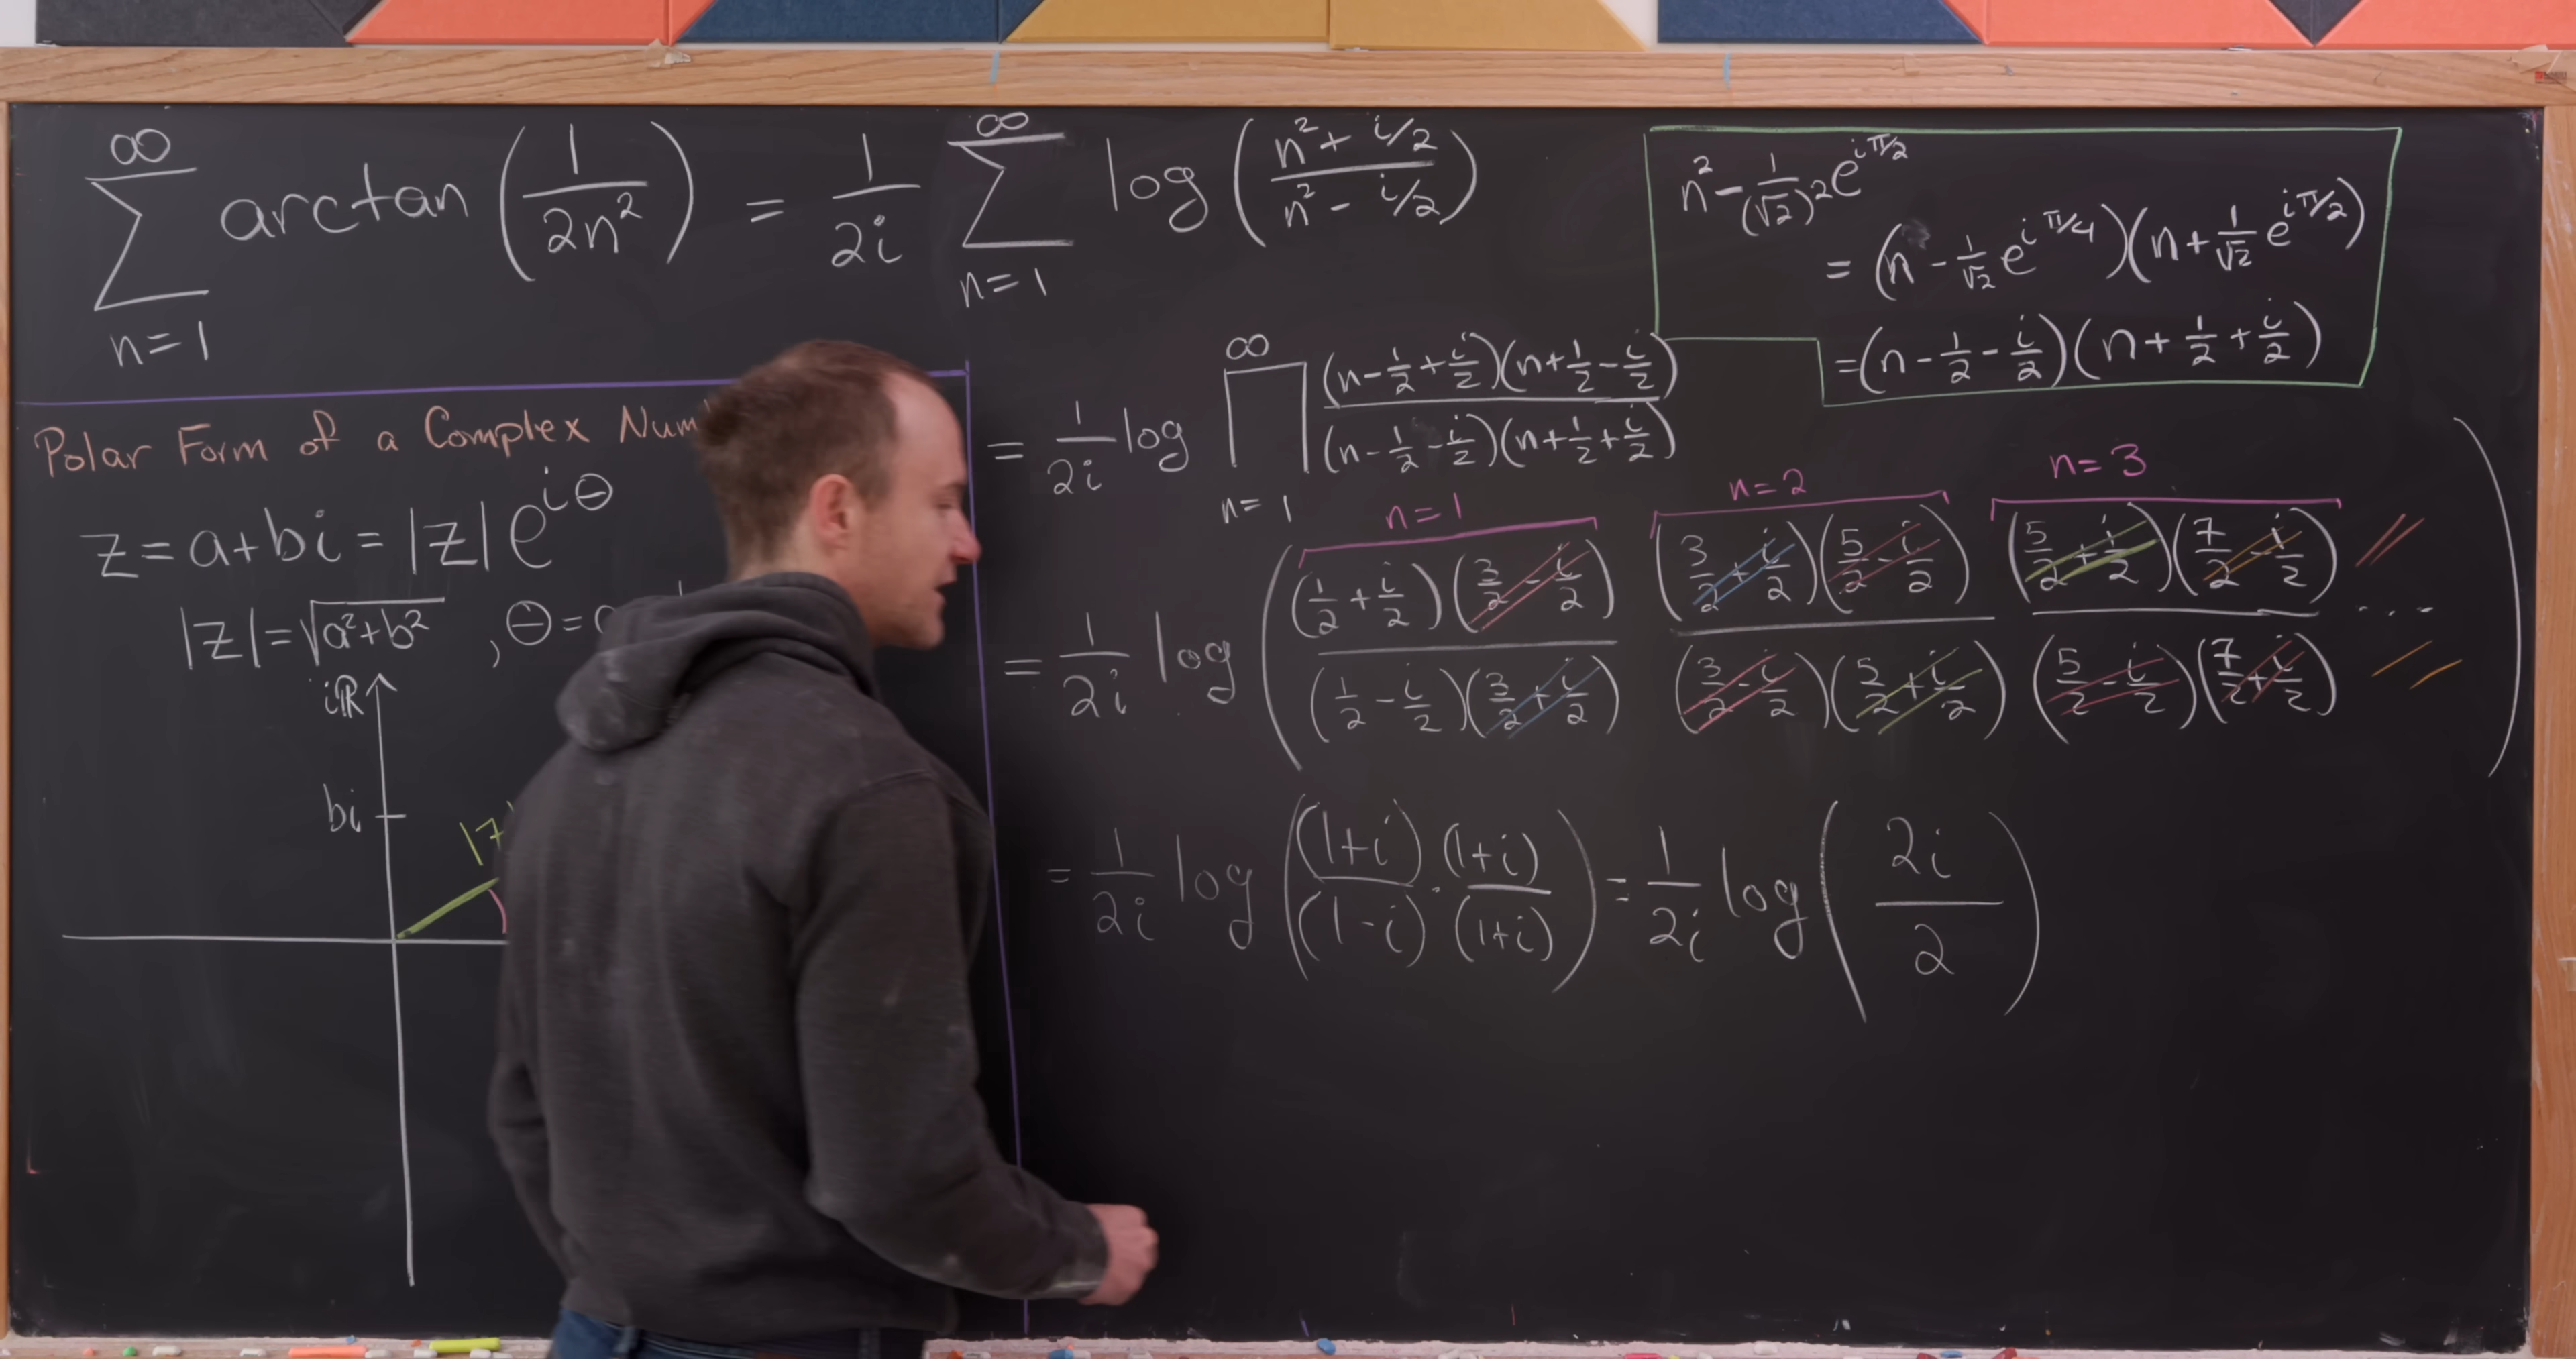 ∞
∑ arctan(1/(2n²)) = 1/(2i) ∑ log((n² + i/2)/(n² - i/2))
n=1
∞
n=1
n² - 1/(√2)² e^(iπ/2)
= (n - 1/√2 e^(iπ/4))(n + 1/√2 e^(iπ/2))
= (n - 1/2 - i/2)(n + 1/2 + i/2)
∞
= 1/(2i) log ∏ ((n - 1/2 + i/2)(n + 1/2 - i/2))/((n - 1/2 - i/2)(n + 1/2 + i/2))
n=1
n=1 n=2 n=3
= 1/(2i) log( ((1/2 + i/2)(3/2 - i/2))/((1/2 - i/2)(3/2 + i/2)) ((3/2 + i/2)(5/2 - i/2))/((3/2 - i/2)(5/2 + i/2)) ((5/2 + i/2)(7/2 - i/2))/((5/2 - i/2)(7/2 + i/2)) ... )
= 1/(2i) log( (1+i)/(1-i) · (1+i)/(1+i) ) = 1/(2i) log( 2i/2 )
Polar Form of a Complex
z = a+bi = |z| e^(iθ)
|z| = √(a²+b²) , θ =
iℝ
bi